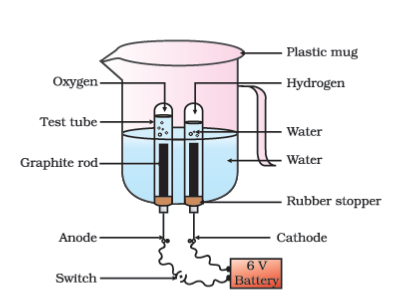 Plastic mug
Oxygen
Hydrogen
Test tube
Water
Graphite rod
Water
Rubber stopper
Anode
Cathode
Switch
6 V
Battery